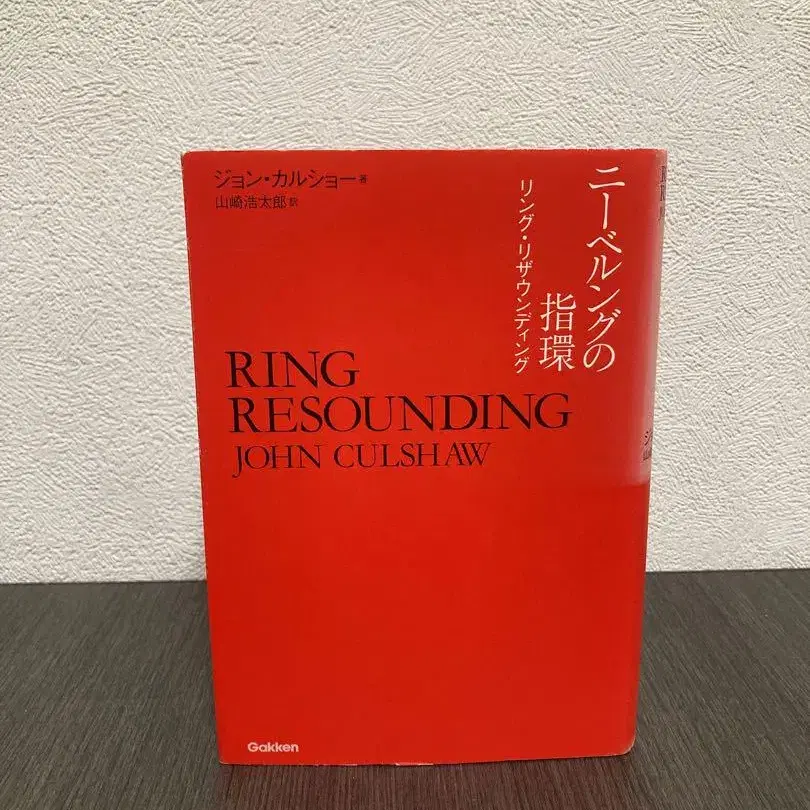 ジョン・カルショー 著
山崎浩太郎 訳
ニーベルングの
指環
リング・リザウンディング
RING
RESOUNDING
JOHN CULSHAW
Gakken